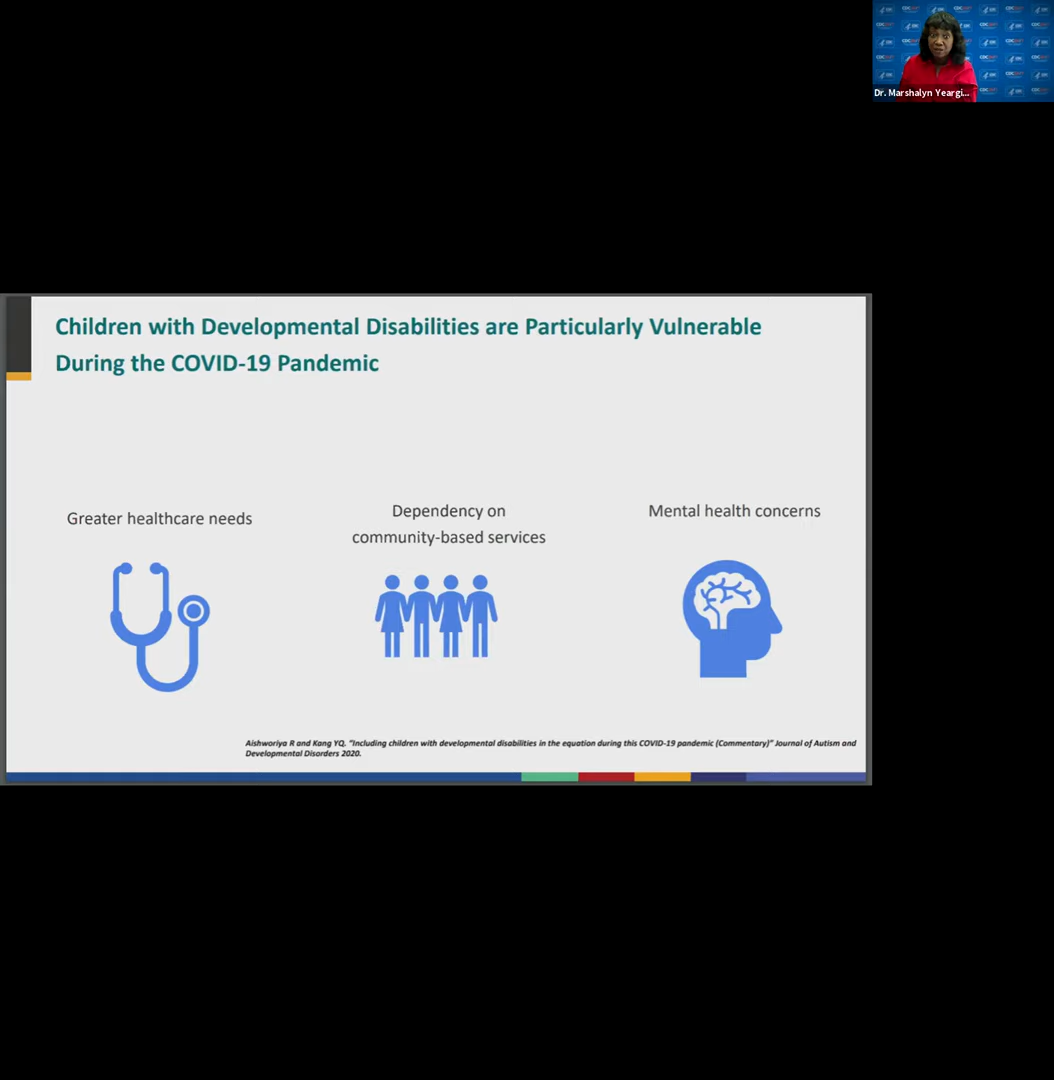 Dr. Marshalyn Yeargi...
Children with Developmental Disabilities are Particularly Vulnerable
During the COVID-19 Pandemic
Greater healthcare needs
Dependency on
community-based services
Mental health concerns
Aishworiya R and Kang YQ. "Including children with developmental disabilities in the equation during this COVID-19 pandemic (Commentary)" Journal of Autism and
Developmental Disorders 2020.